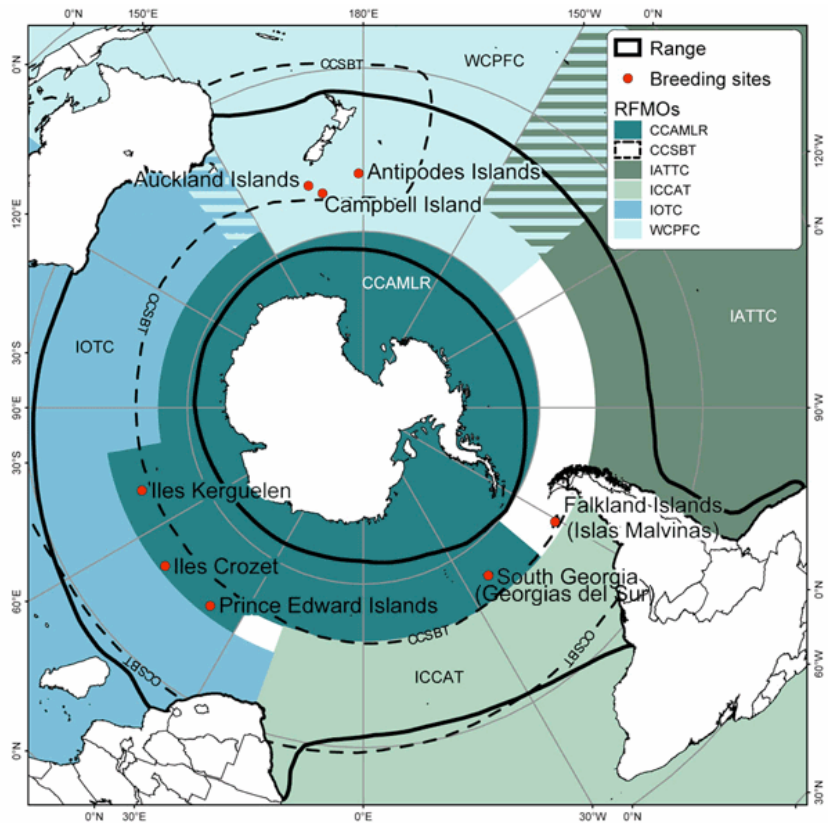 0°N
150°E
180°E
150°W
0°N
0°N
120°E
30°S
90°E
30°S
60°E
0°N
120°W
0°N
90°W
0°N
60°W
30°N
0°N
30°E
0°E
30°W
0°N
Range
Breeding sites
RFMOs
CCAMLR
CCSBT
IATTC
ICCAT
IOTC
WCPFC
CCSBT
WCPFC
Auckland Islands
Antipodes Islands
Campbell Island
CCAMLR
CCSBT
IOTC
IATTC
Iles Kerguelen
Iles Crozet
Prince Edward Islands
Falkland Islands
(Islas Malvinas)
South Georgia
(Georgias del Sur)
CCSBT
CCSBT
CCSBT
ICCAT